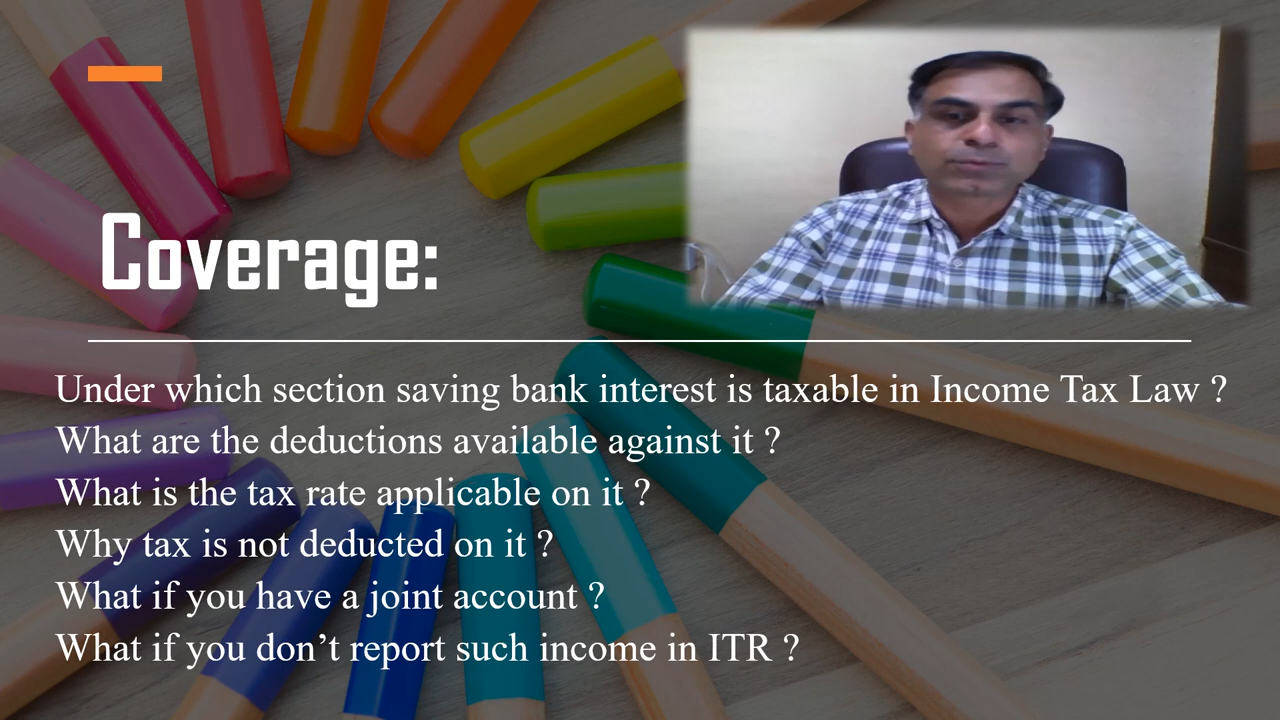 Coverage:
Under which section saving bank interest is taxable in Income Tax Law ?
What are the deductions available against it ?
What is the tax rate applicable on it ?
Why tax is not deducted on it ?
What if you have a joint account ?
What if you don’t report such income in ITR ?